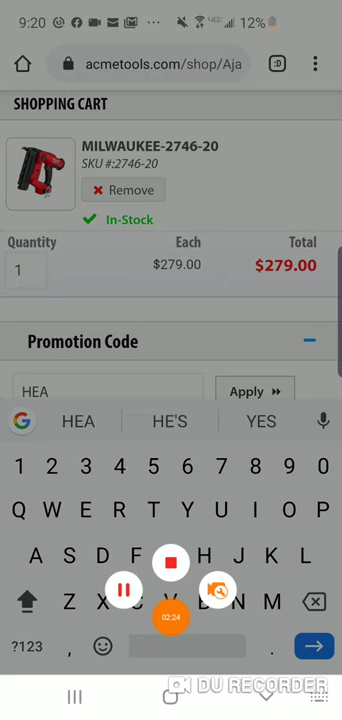 9:20 12%
acmetools.com/shop/Aja :D
SHOPPING CART
MILWAUKEE-2746-20
SKU #:2746-20
Remove
In-Stock
Quantity Each Total
1 $279.00 $279.00
Promotion Code
HEA Apply
HEA HE'S YES
1 2 3 4 5 6 7 8 9 0
Q W E R T Y U I O P
A S D F H J K L
Z X C V B N M
02:24
?123 , .
DU RECORDER